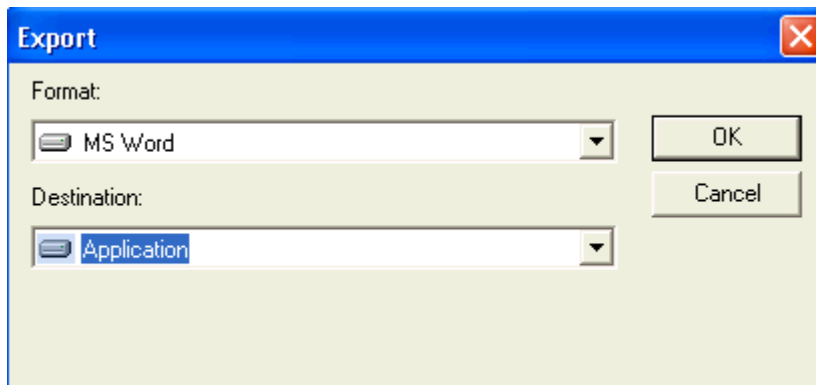 Export
Format:
MS Word
OK
Destination:
Cancel
Application